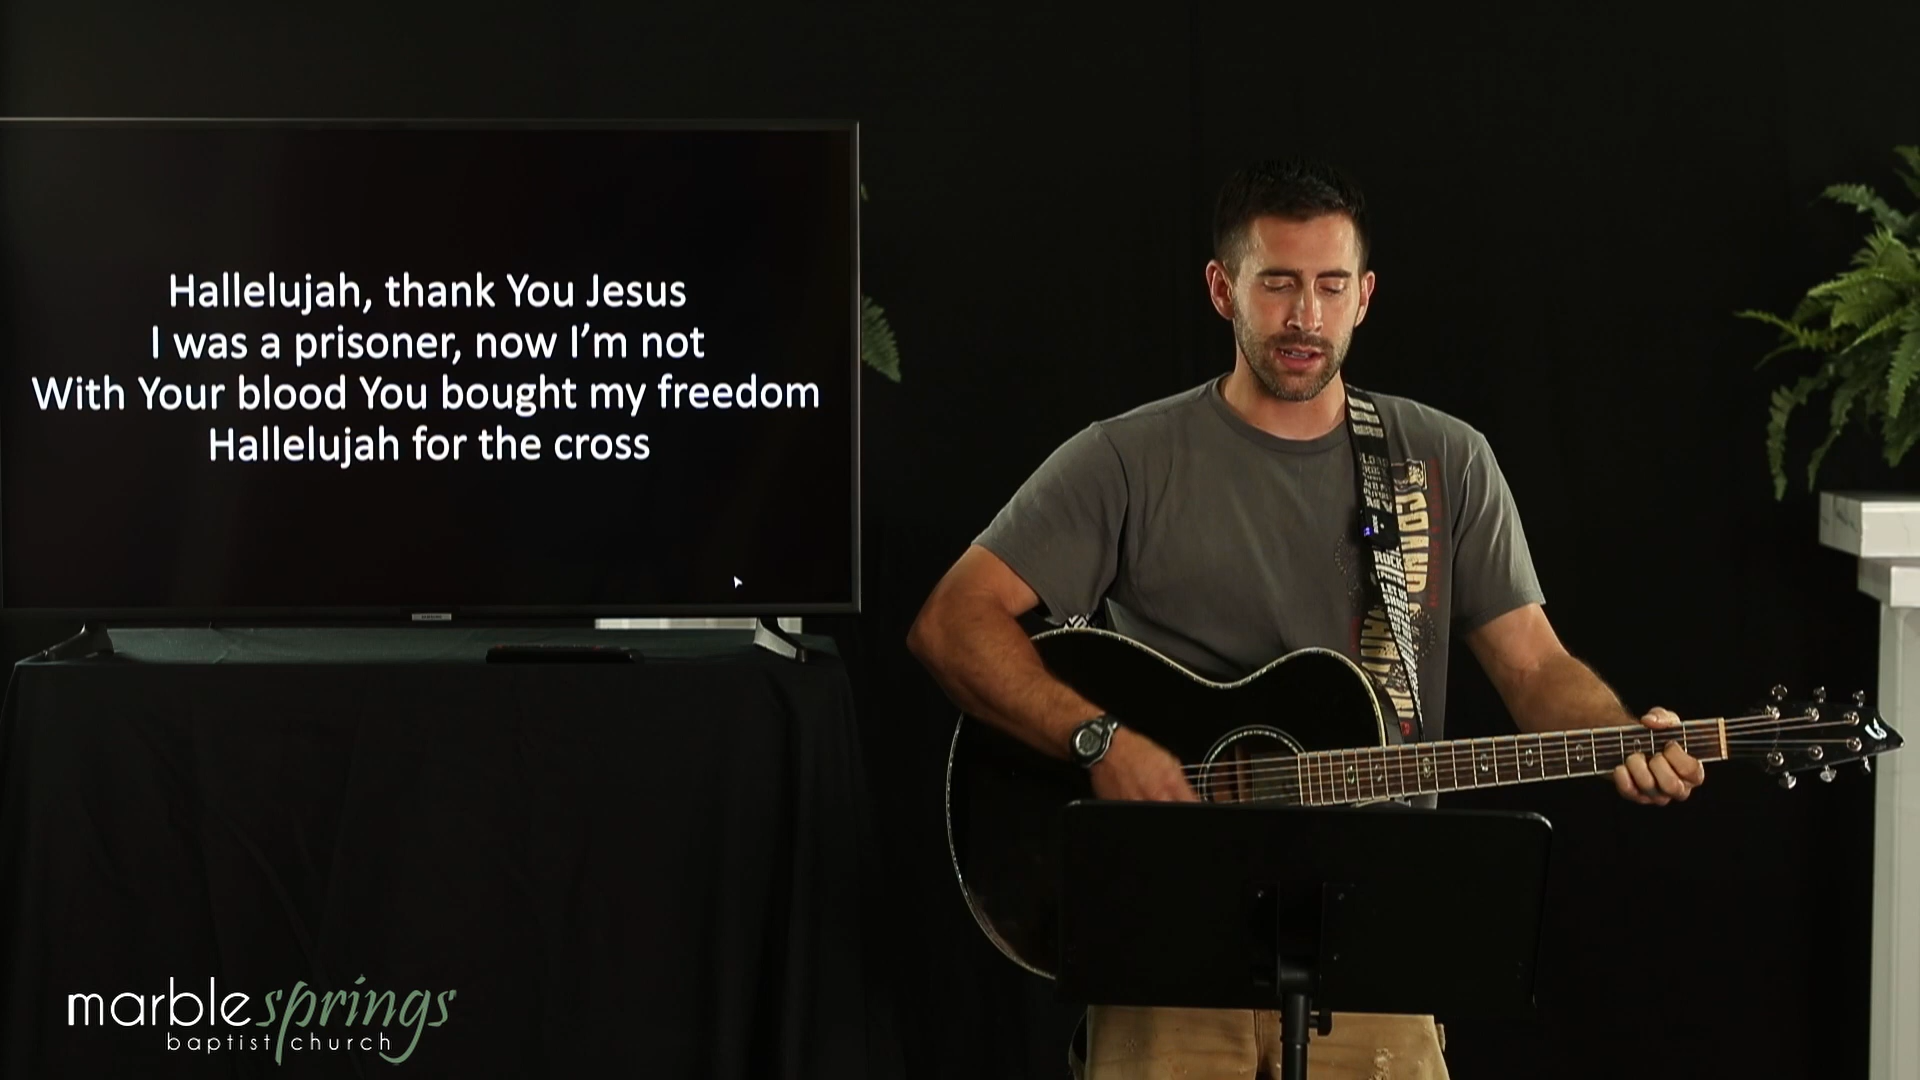 Hallelujah, thank You Jesus
I was a prisoner, now I'm not
With Your blood You bought my freedom
Hallelujah for the cross
marble springs
baptist church